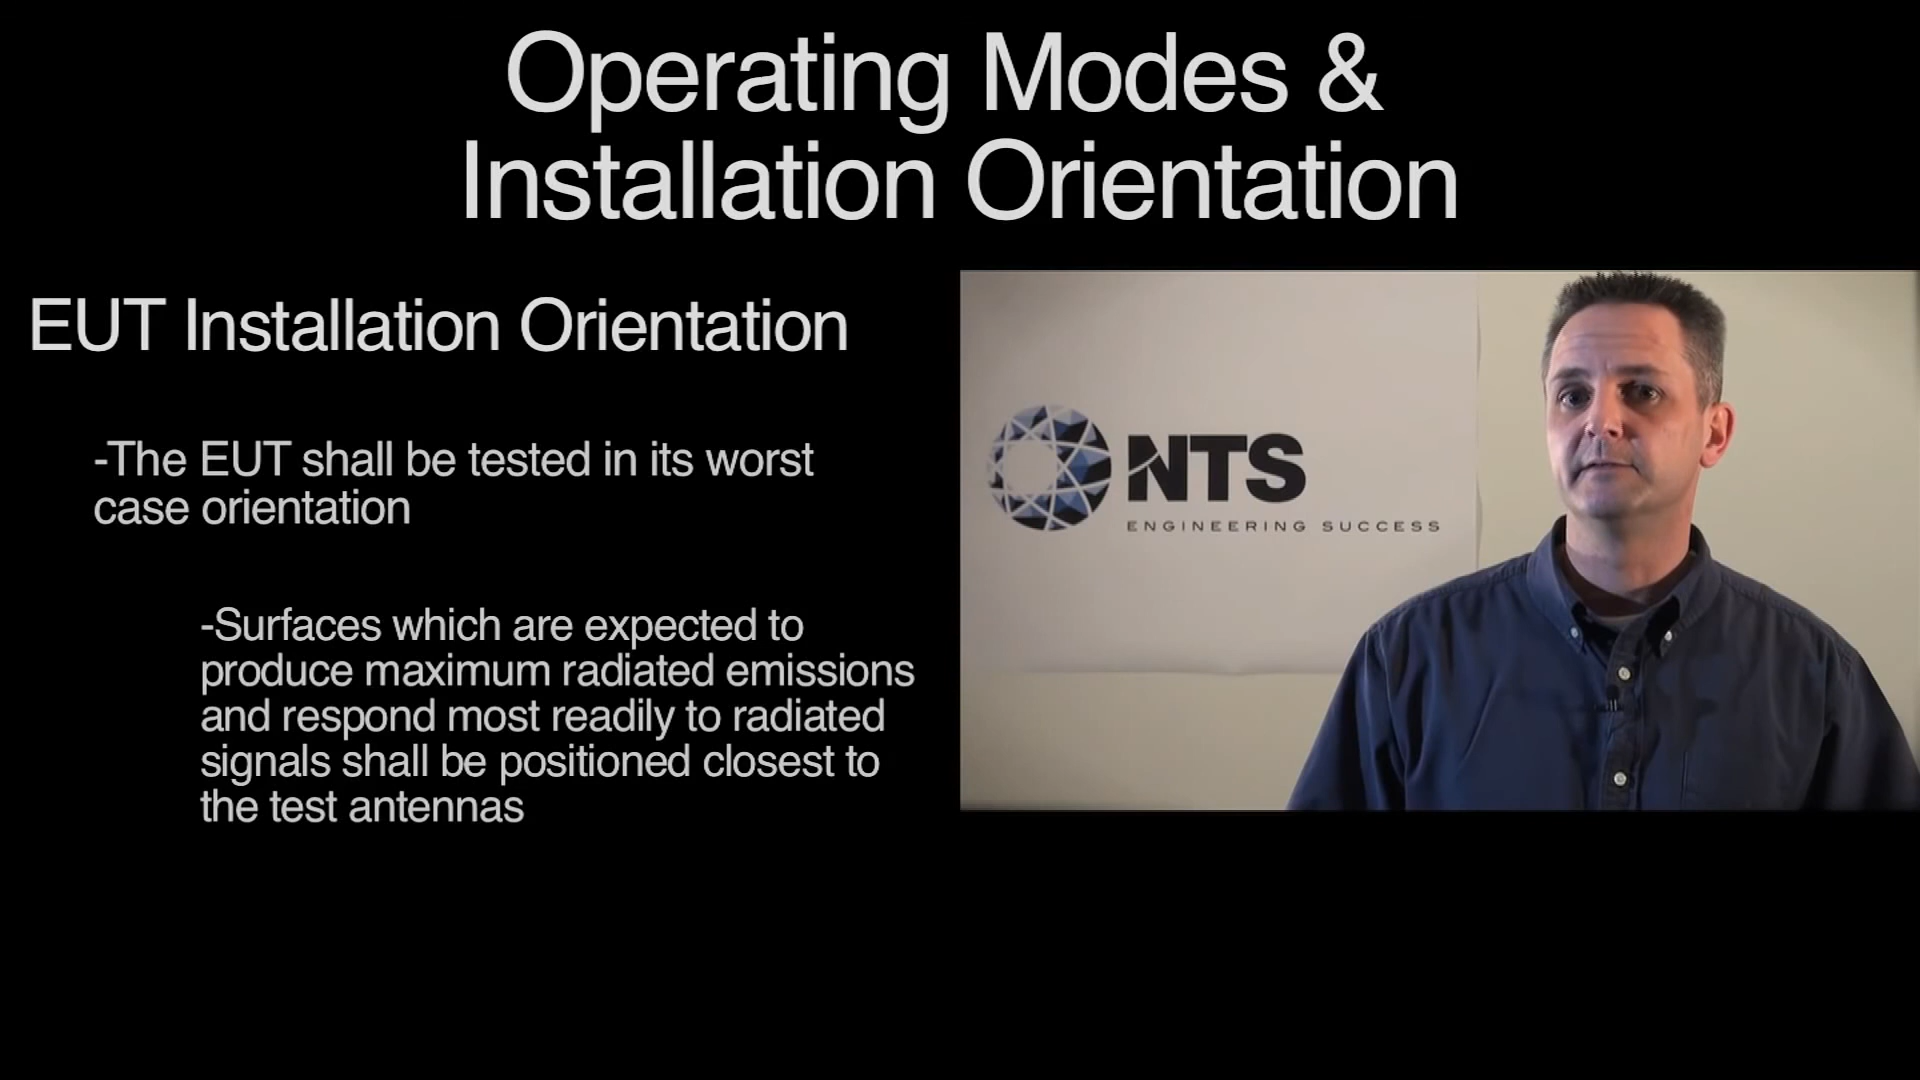 Operating Modes &
Installation Orientation
EUT Installation Orientation
-The EUT shall be tested in its worst
case orientation
-Surfaces which are expected to
produce maximum radiated emissions
and respond most readily to radiated
signals shall be positioned closest to
the test antennas
NTS
ENGINEERING SUCCESS